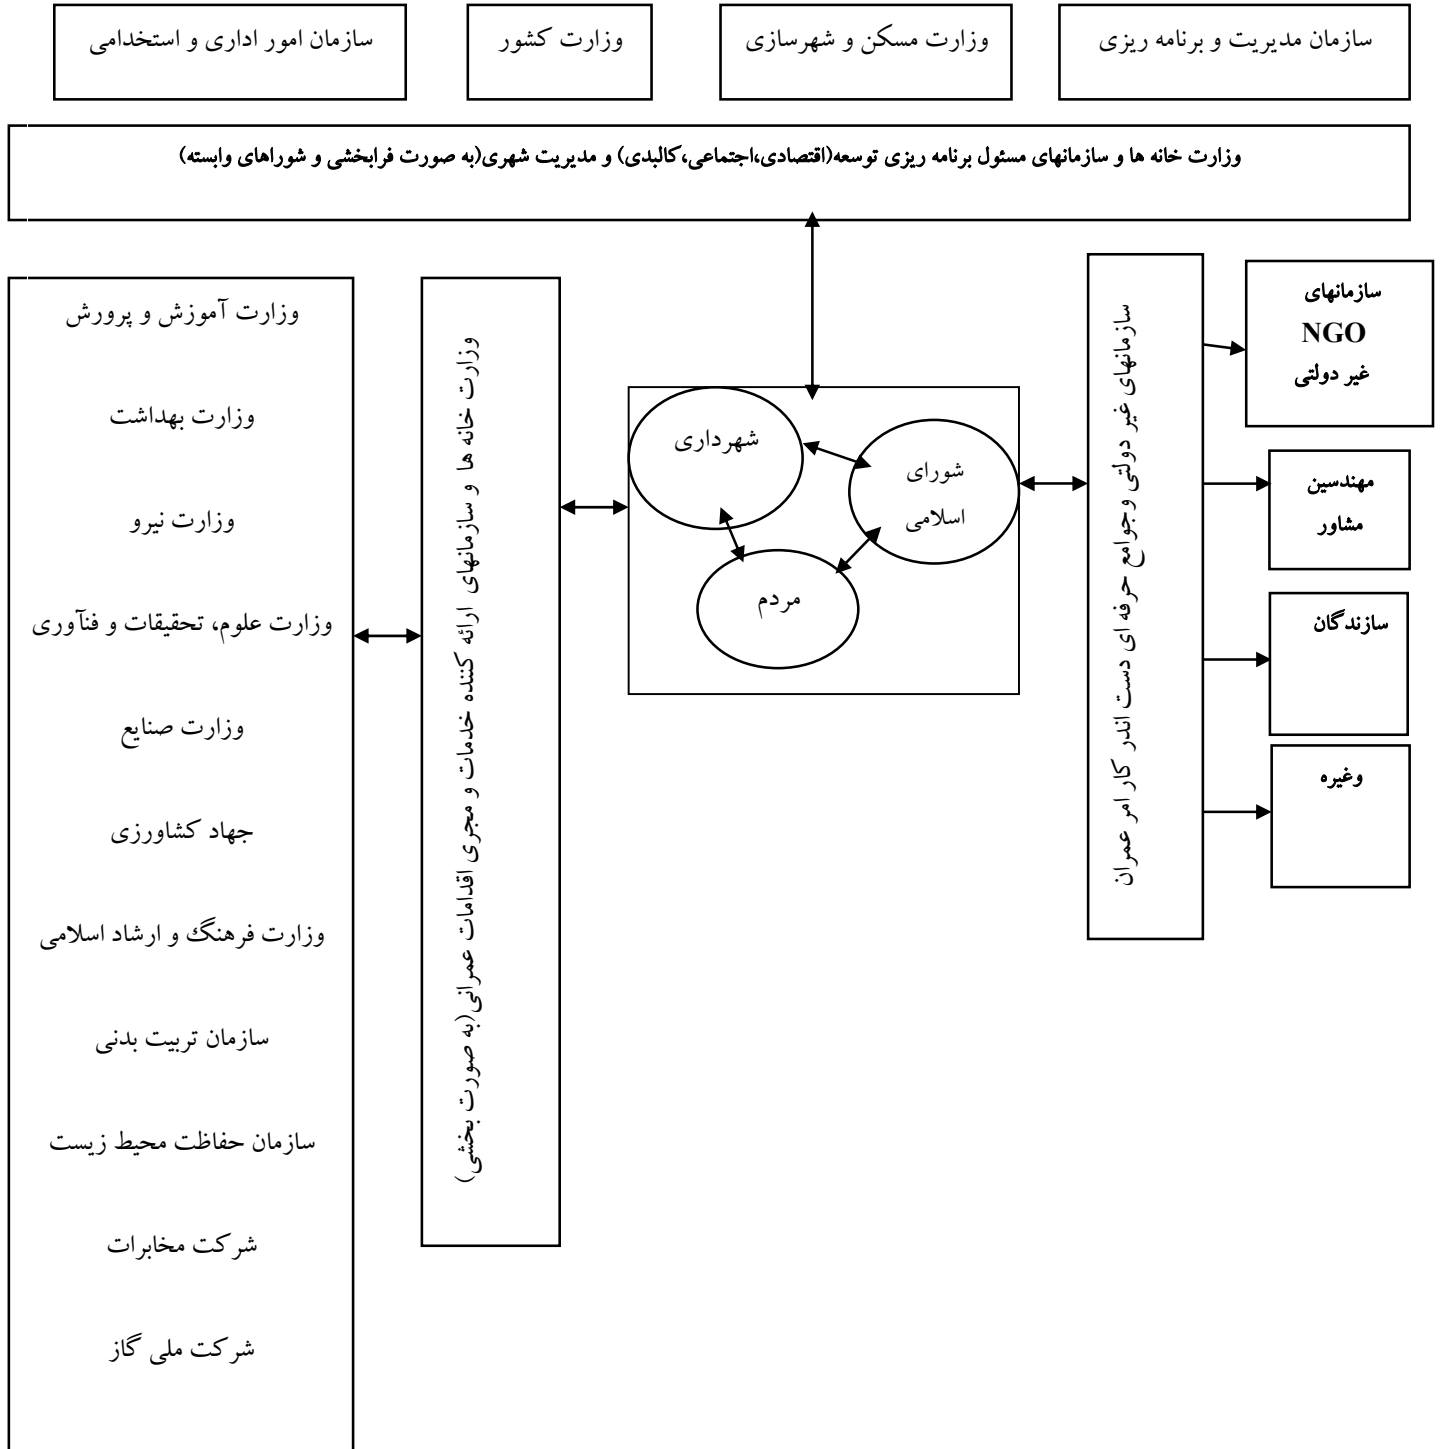 سازمان مدیریت و برنامه ریزی
وزارت مسکن و شهرسازی
وزارت کشور
سازمان امور اداری و استخدامی
وزارت خانه ها و سازمانهای مسئول برنامه ریزی توسعه(اقتصادی،اجتماعی،کالبدی) و مدیریت شهری(به صورت فرابخشی و شوراهای وابسته)
سازمانهای
NGO
غیر دولتی
مهندسین
مشاور
سازندگان
وغیره
سازمانهای غیر دولتی وجوامع حرفه ای دست اندر کار امر عمران
شهرداری
شورای
اسلامی
مردم
وزارت خانه ها و سازمانهای ارائه کننده خدمات و مجری اقدامات عمرانی(به صورت بخشی)
وزارت آموزش و پرورش
وزارت بهداشت
وزارت نیرو
وزارت علوم، تحقیقات و فنآوری
وزارت صنایع
جهاد کشاورزی
وزارت فرهنگ و ارشاد اسلامی
سازمان تربیت بدنی
سازمان حفاظت محیط زیست
شرکت مخابرات
شرکت ملی گاز